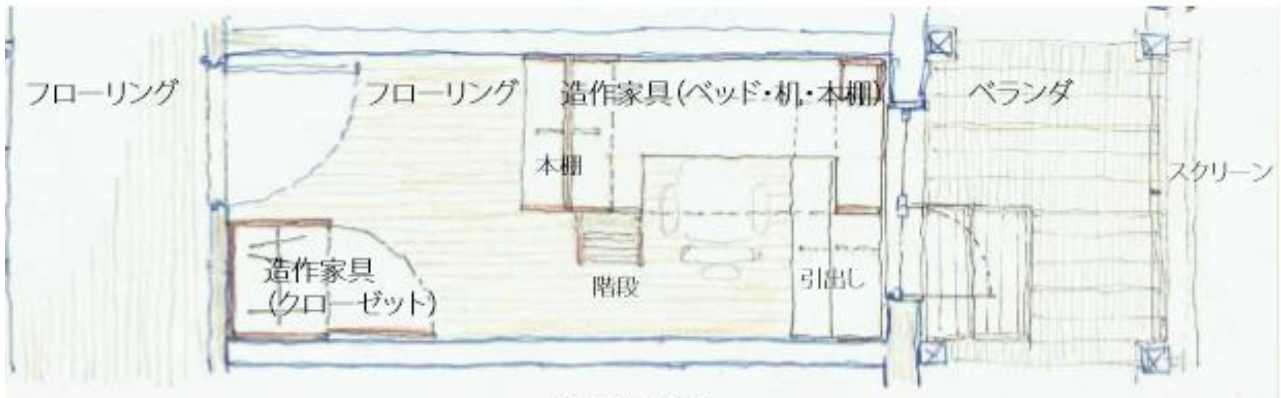 フローリング
フローリング
造作家具(ベッド・机・本棚)
ベランダ
本棚
スクリーン
造作家具
(クローゼット)
階段
引出し